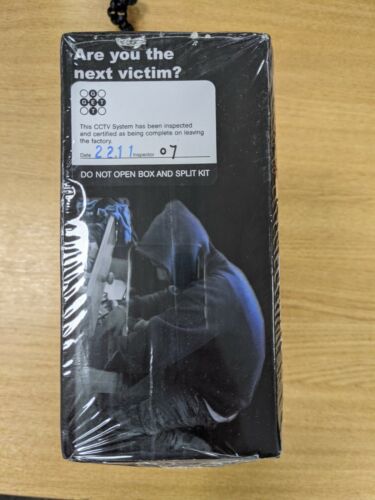 Are you the
next victim?
G
G E T
T
This CCTV System has been inspected
and certified as being complete on leaving
the factory.
Date 22.11 Inspector 07
DO NOT OPEN BOX AND SPLIT KIT